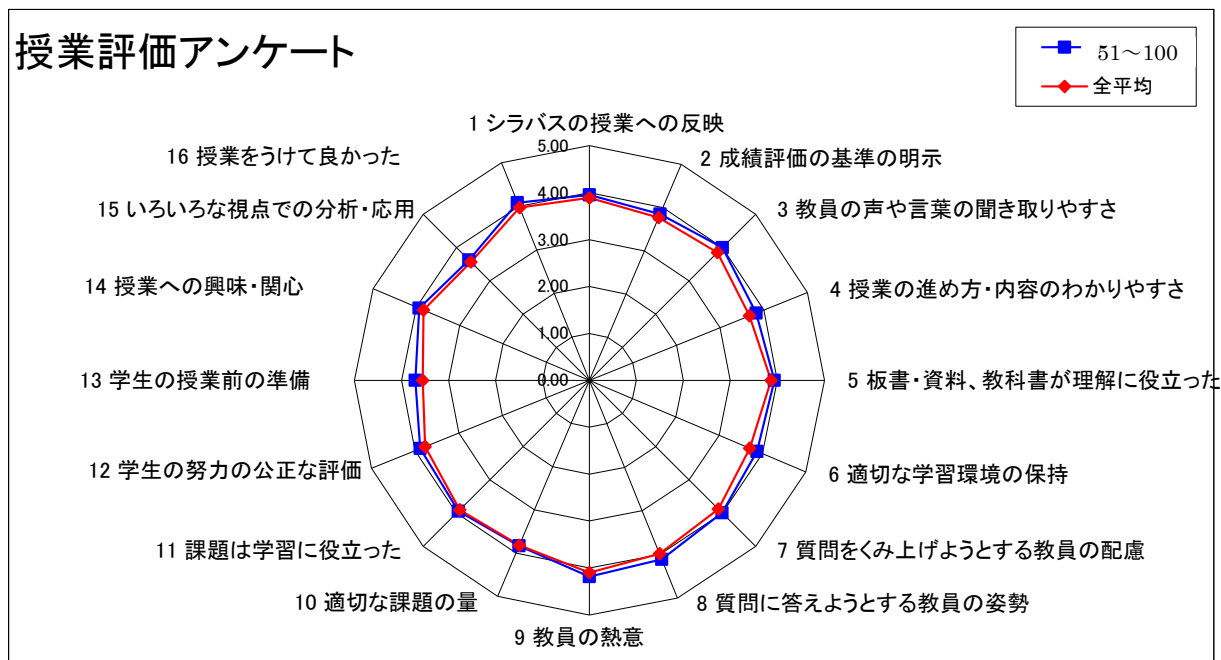 授業評価アンケート
51～100
全平均
1 シラバスの授業への反映
2 成績評価の基準の明示
3 教員の声や言葉の聞き取りやすさ
4 授業の進め方・内容のわかりやすさ
5 板書・資料、教科書が理解に役立った
6 適切な学習環境の保持
7 質問をくみ上げようとする教員の配慮
8 質問に答えようとする教員の姿勢
9 教員の熱意
10 適切な課題の量
11 課題は学習に役立った
12 学生の努力の公正な評価
13 学生の授業前の準備
14 授業への興味・関心
15 いろいろな視点での分析・応用
16 授業をうけて良かった
5.00
4.00
3.00
2.00
1.00
0.00